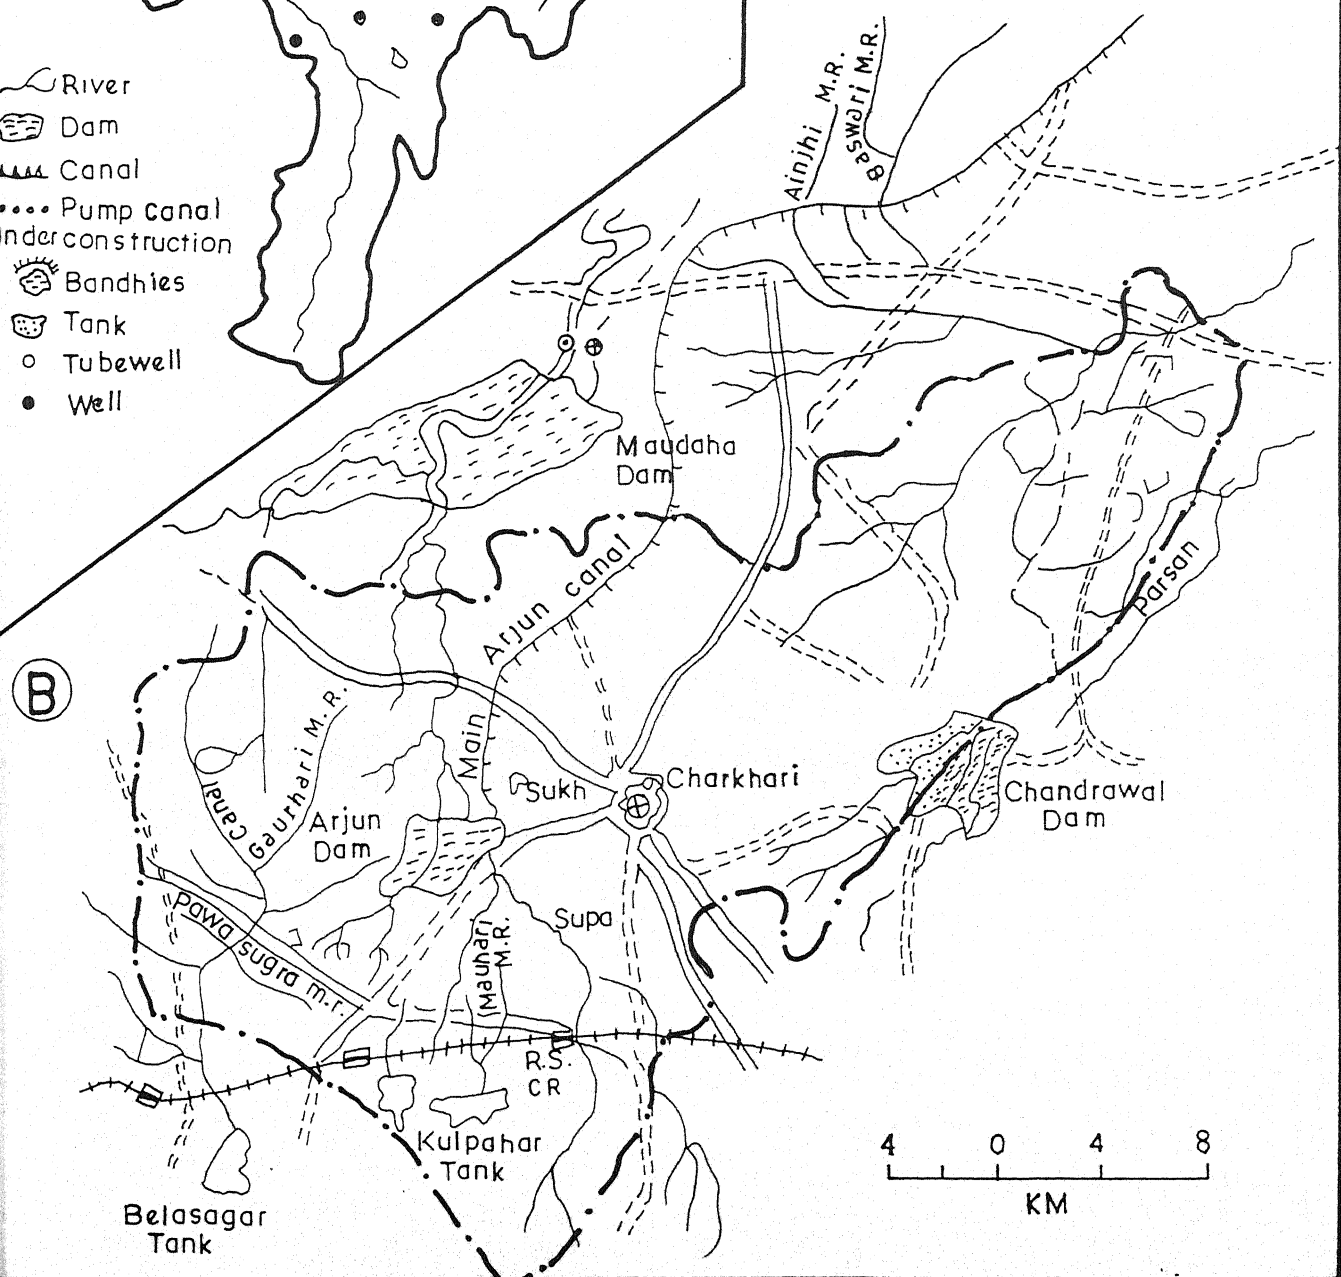 River
Dam
Canal
Pump canal
Under construction
Bandhies
Tank
Tubewell
Well
B
Ainjhi M.R.
Baswari M.R.
Maudaha
Dam
Arjun canal
Main
Parsan
Canal
Gaurhari M.R.
Arjun
Dam
Sukh
Charkhari
Chandrawal
Dam
Pawa sugra m.r.
Supa
(Mauhari
M.R.
R.S.
CR
Kulpahar
Tank
Belasagar
Tank
4 0 4 8
KM